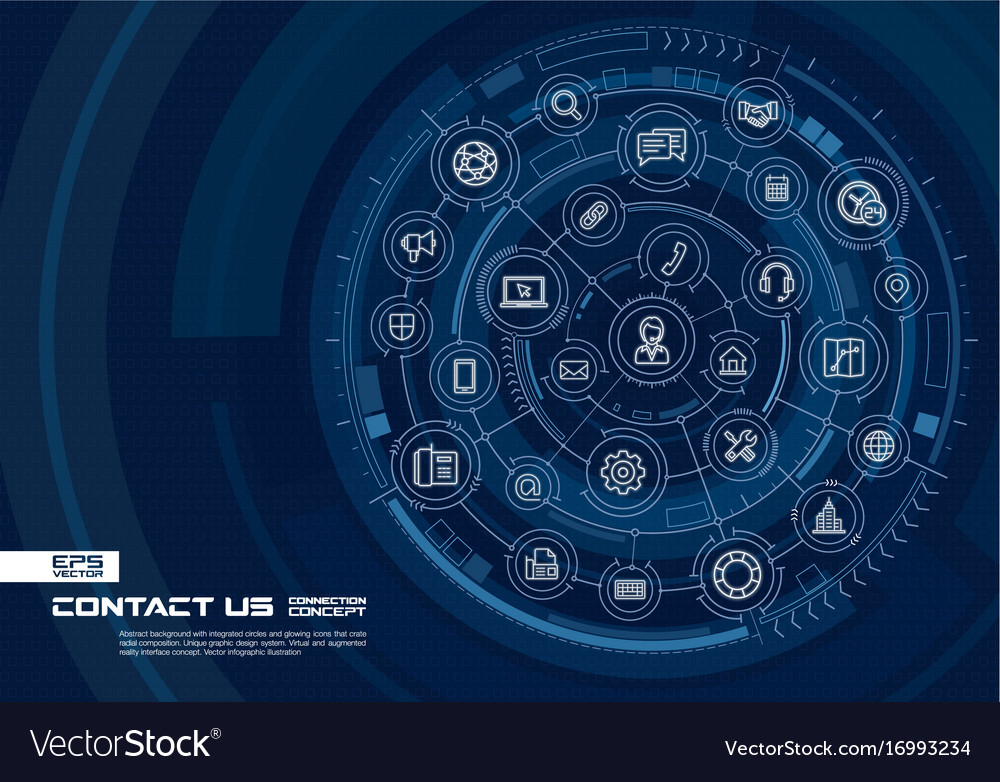 24
EPS
VECTOR
CONTACT US
CONNECTION
CONCEPT
Abstract background with integrated circles and glowing icons that crate
radial composition. Unique graphic design system. Virtual and augmented
reality interface concept. Vector infographic illustration
VectorStock®
VectorStock.com/16993234